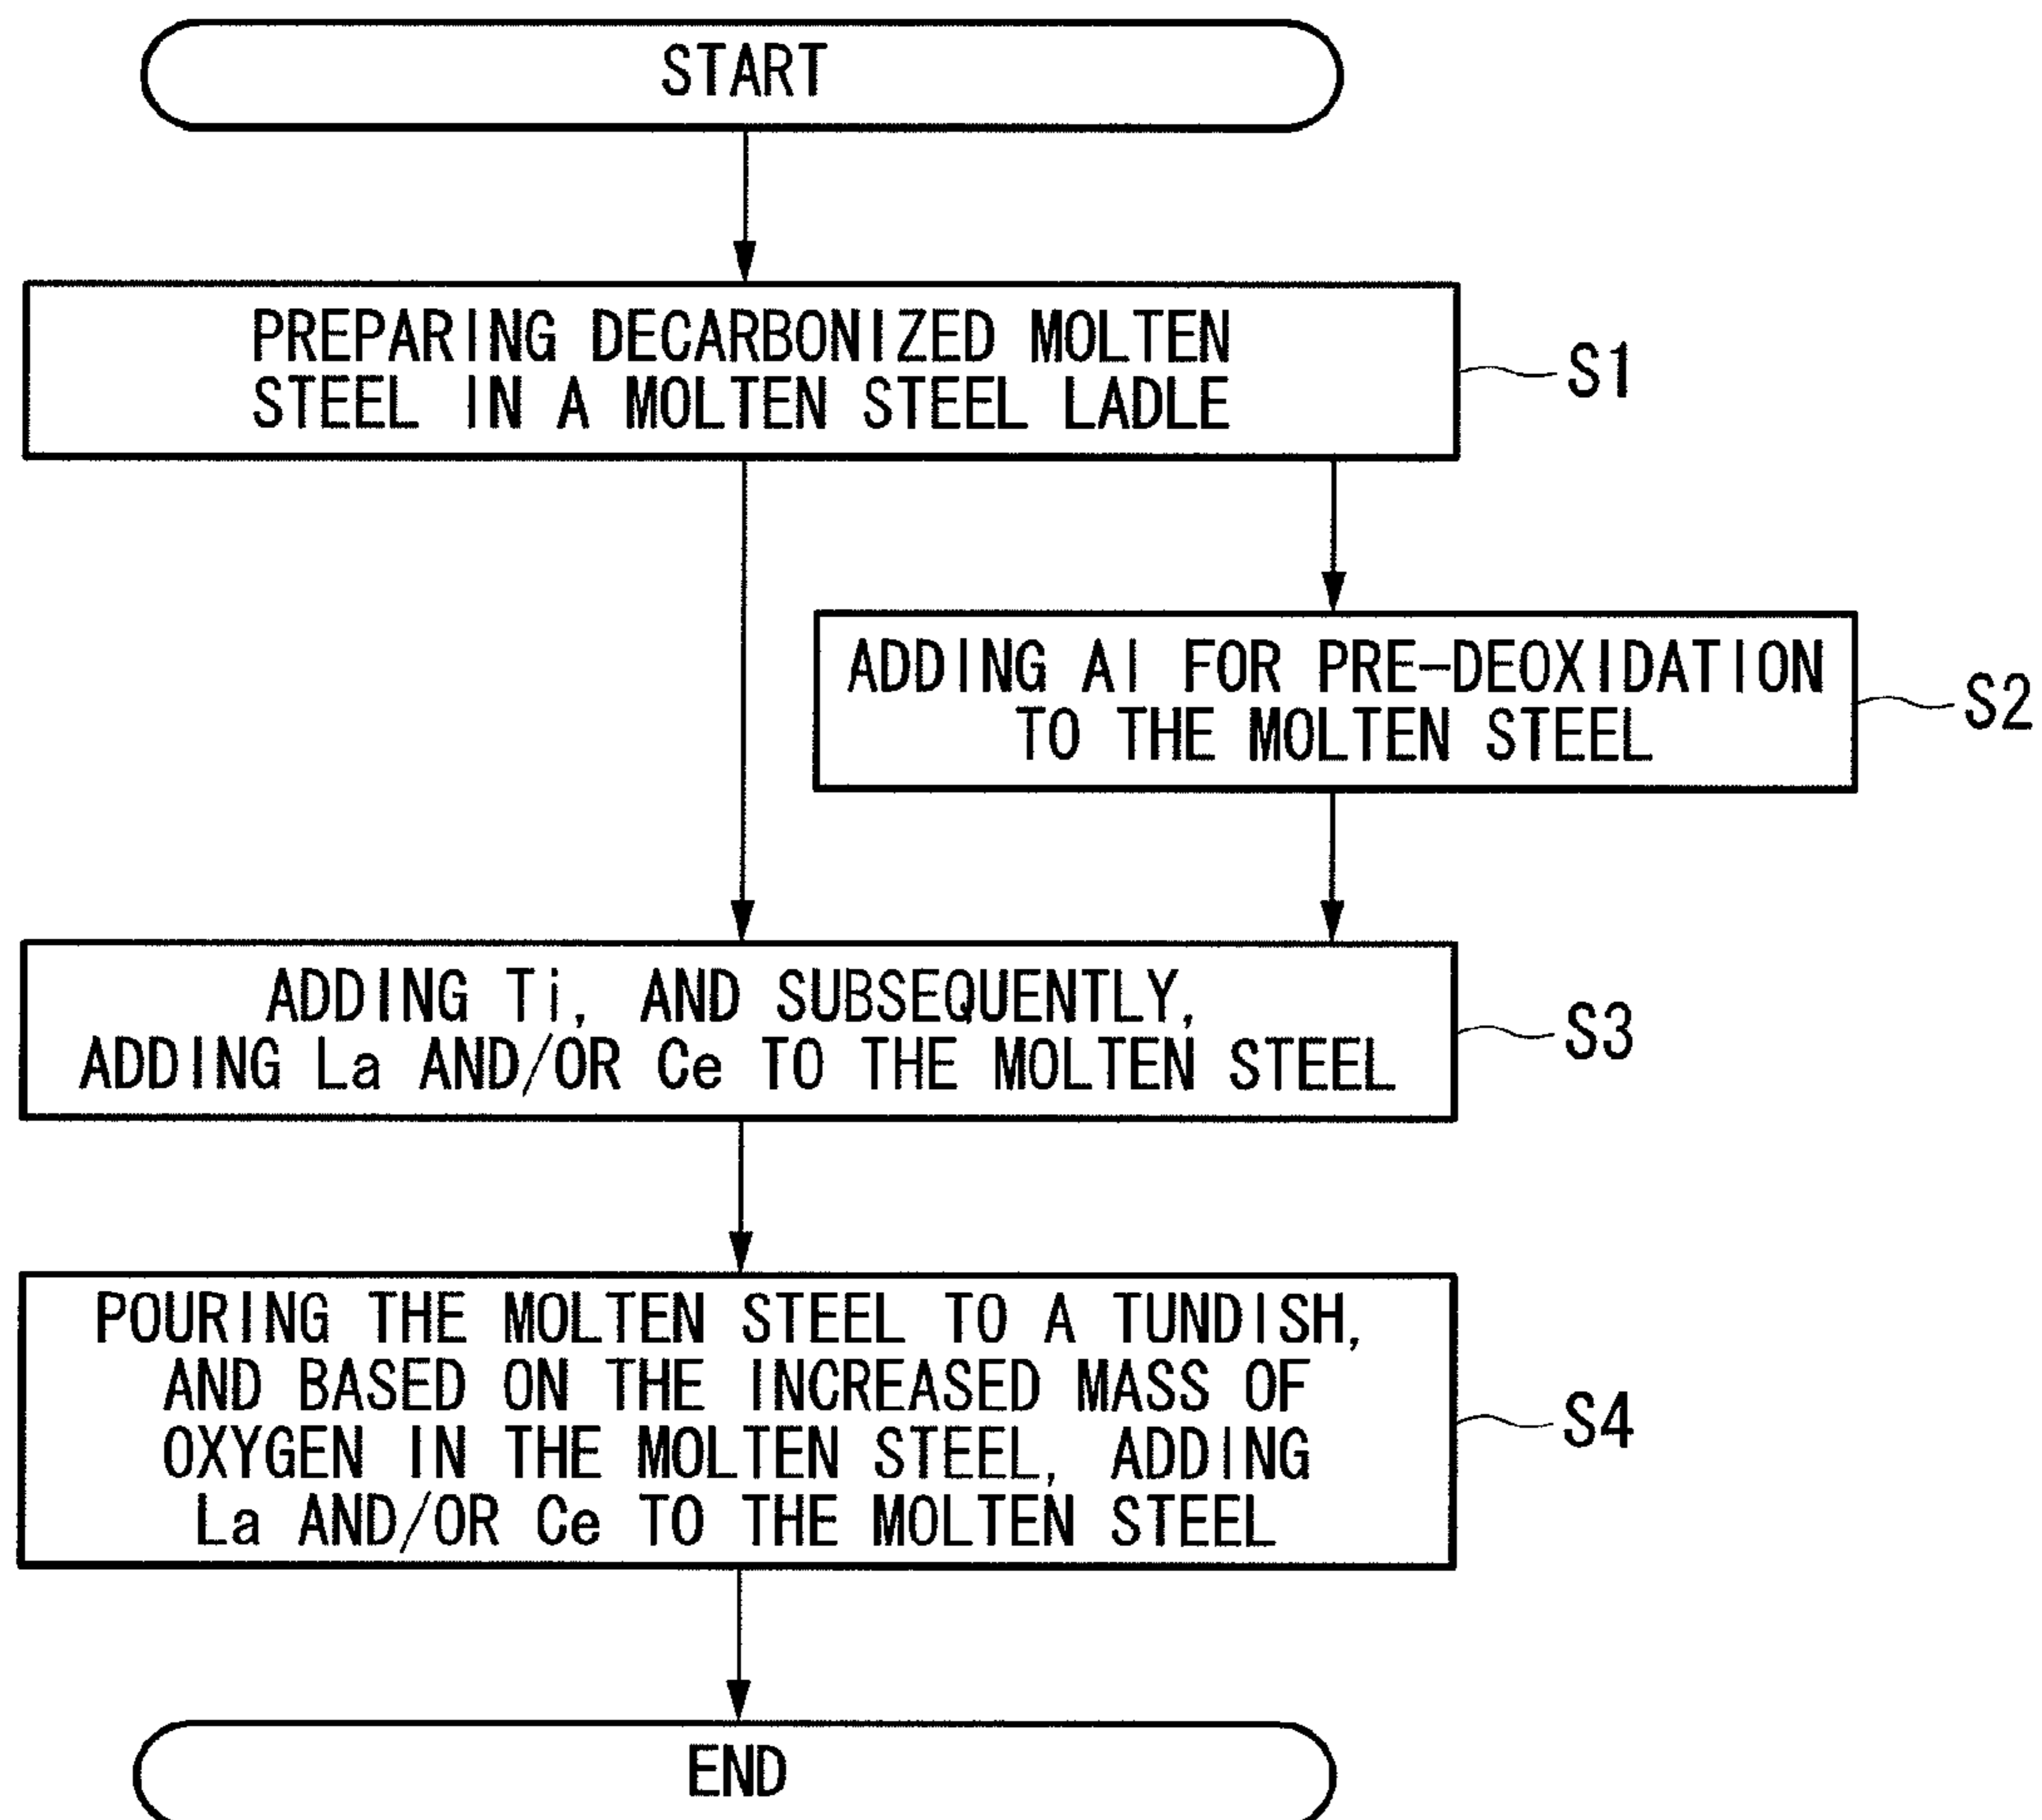 START
PREPARING DECARBONIZED MOLTEN
STEEL IN A MOLTEN STEEL LADLE
S1
ADDING Al FOR PRE-DEOXIDATION
TO THE MOLTEN STEEL
S2
ADDING Ti, AND SUBSEQUENTLY,
ADDING La AND/OR Ce TO THE MOLTEN STEEL
S3
POURING THE MOLTEN STEEL TO A TUNDISH,
AND BASED ON THE INCREASED MASS OF
OXYGEN IN THE MOLTEN STEEL, ADDING
La AND/OR Ce TO THE MOLTEN STEEL
S4
END